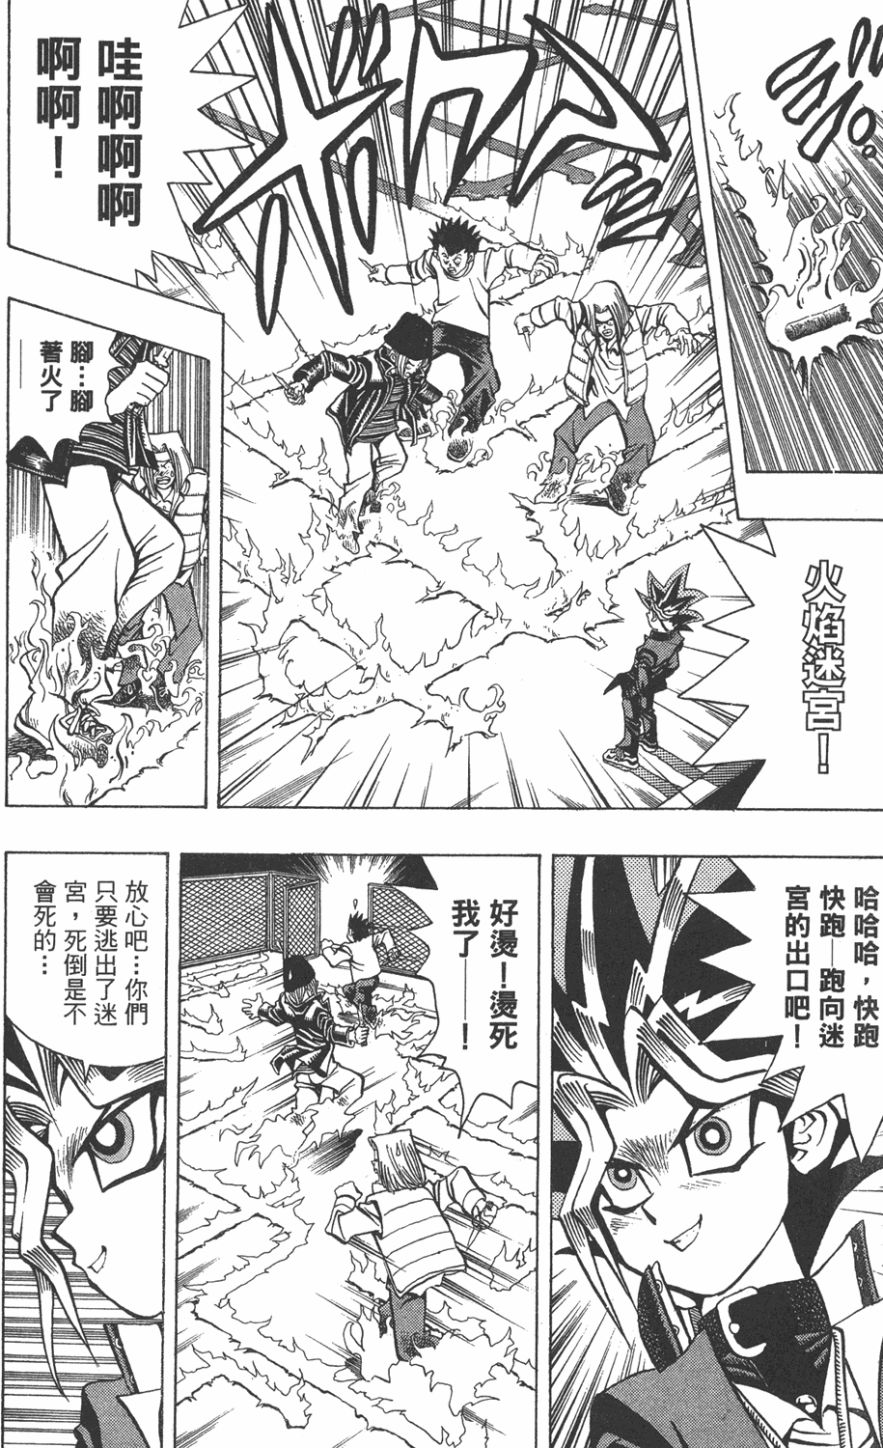 火焰迷宮！
ボウッ
哇啊啊啊
啊啊！
腳…腳
著火了
哈哈哈，快跑
快跑─跑向迷
宮的出口吧！
好燙！燙死
我了──！
放心吧…你們
只要逃出了迷
宮，死倒是不
會死的…